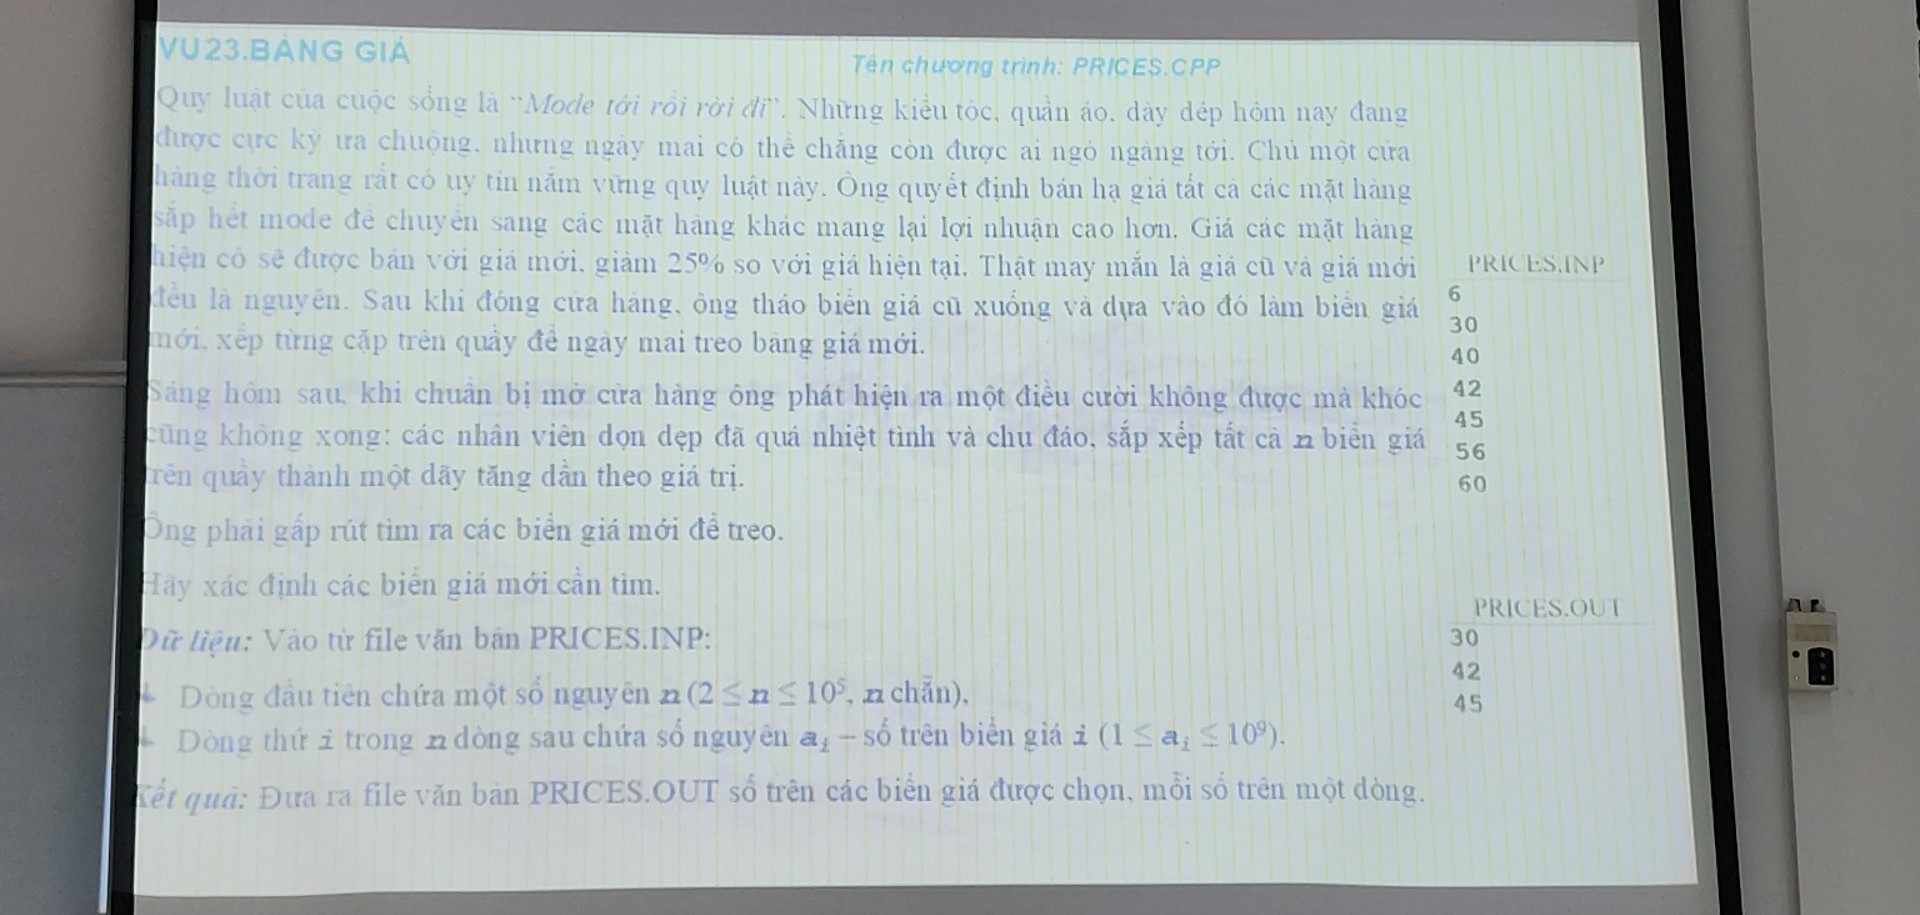 VU23.BẢNG GIÁ
Tên chương trình: PRICES.CPP
Quy luật của cuộc sống là "Mode tới rồi rời đi". Những kiểu tóc, quần áo, dày dép hôm nay đang
được cực kỳ ưa chuộng, nhưng ngày mai có thể chẳng còn được ai ngó ngàng tới. Chủ một cửa
hàng thời trang rất có uy tín nắm vững quy luật này. Ông quyết định bán hạ giá tất cả các mặt hàng
sắp hết mode để chuyển sang các mặt hàng khác mang lại lợi nhuận cao hơn. Giá các mặt hàng
hiện có sẽ được bán với giá mới, giảm 25% so với giá hiện tại. Thật may mắn là giá cũ và giá mới
đều là nguyên. Sau khi đóng cửa hàng, ông tháo biển giá cũ xuống và dựa vào đó làm biển giá
mới, xếp từng cặp trên quầy để ngày mai treo bảng giá mới.
Sáng hôm sau, khi chuẩn bị mở cửa hàng ông phát hiện ra một điều cười không được mà khóc
cũng không xong: các nhân viên dọn dẹp đã quá nhiệt tình và chu đáo, sắp xếp tất cả n biển giá
trên quầy thành một dãy tăng dần theo giá trị.
Ông phải gấp rút tìm ra các biển giá mới để treo.
Hãy xác định các biển giá mới cần tìm.
Dữ liệu: Vào từ file văn bản PRICES.INP:
Dòng đầu tiên chứa một số nguyên n (2 ≤ n ≤ 10⁵, n chẵn),
Dòng thứ i trong n dòng sau chứa số nguyên aᵢ – số trên biển giá i (1 ≤ aᵢ ≤ 10⁹).
Kết quả: Đưa ra file văn bản PRICES.OUT số trên các biển giá được chọn, mỗi số trên một dòng.
PRICES.INP
6
30
40
42
45
56
60
PRICES.OUT
30
42
45